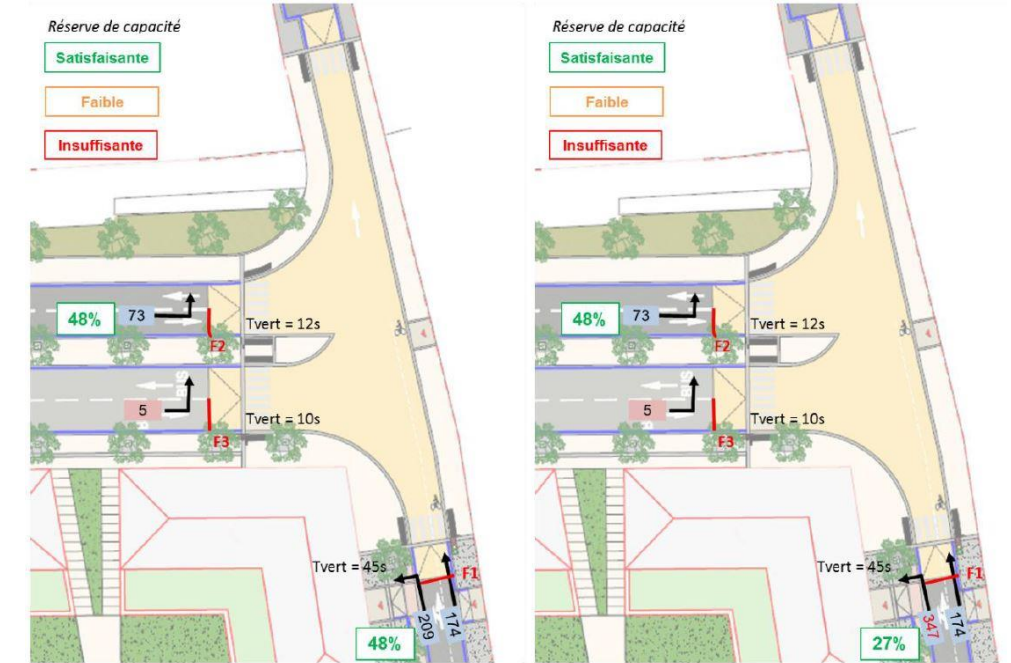 Réserve de capacité
Satisfaisante
Faible
Insuffisante
48%
73
Tvert = 12s
F2
BUS
5
Tvert = 10s
F3
Tvert = 45s
F1
209
174
48%
Réserve de capacité
Satisfaisante
Faible
Insuffisante
48%
73
Tvert = 12s
F2
BUS
5
Tvert = 10s
F3
Tvert = 45s
F1
347
174
27%